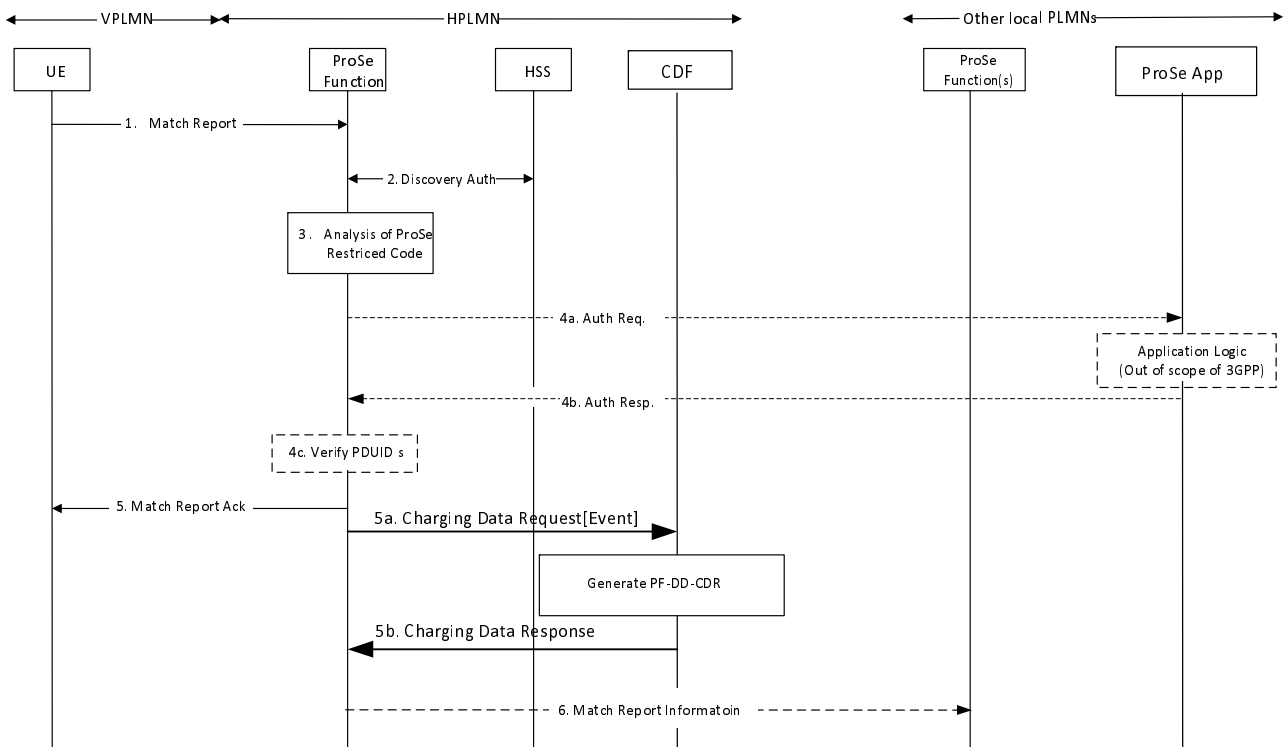 VPLMN
HPLMN
Other local PLMNs
UE
ProSe
Function
HSS
CDF
ProSe
Function(s)
ProSe App
1. Match Report
2. Discovery Auth
3. Analysis of ProSe
Restriced Code
4a. Auth Req.
Application Logic
(Out of scope of 3GPP)
4b. Auth Resp.
4c. Verify PDUID s
5. Match Report Ack
5a. Charging Data Request[Event]
Generate PF-DD-CDR
5b. Charging Data Response
6. Match Report Informatoin